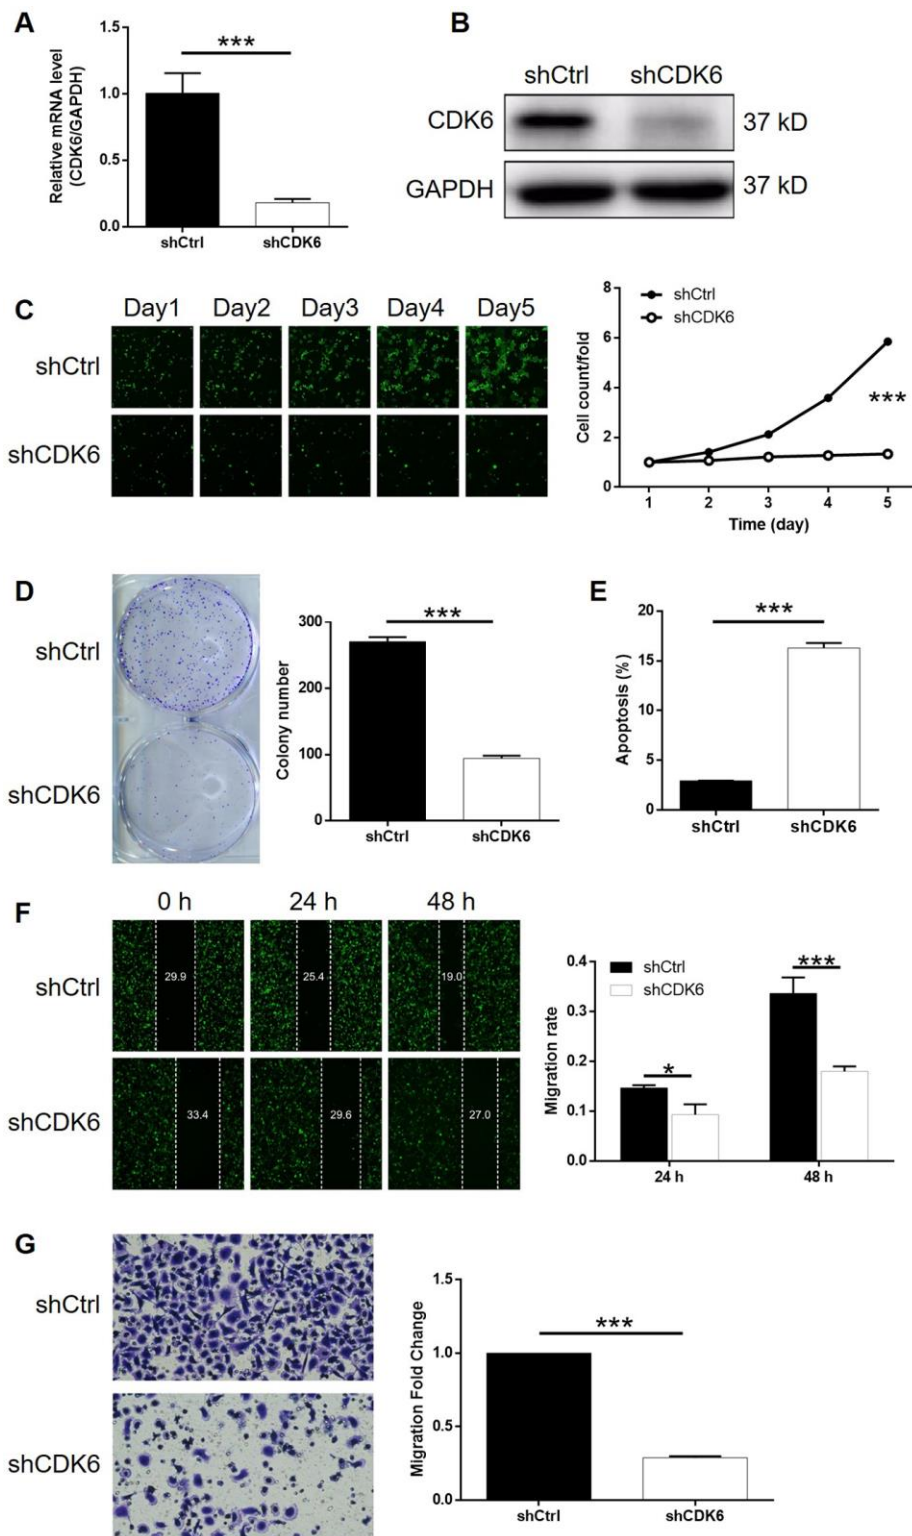 A
Relative mRNA level
(CDK6/GAPDH)
1.5
1.0
0.5
0.0
***
shCtrl
shCDK6
B
shCtrl shCDK6
CDK6 37 kD
GAPDH 37 kD
C
Day1 Day2 Day3 Day4 Day5
shCtrl
shCDK6
Cell count/fold
8
6
4
2
0
shCtrl
shCDK6
***
1 2 3 4 5
Time (day)
D
shCtrl
shCDK6
Colony number
300
200
100
0
***
shCtrl shCDK6
E
Apoptosis (%)
20
15
10
5
0
***
shCtrl shCDK6
F
0 h 24 h 48 h
shCtrl
29.9 25.4 19.0
shCDK6
33.4 29.6 27.0
Migration rate
0.4
0.3
0.2
0.1
0.0
shCtrl
shCDK6
*
***
24 h 48 h
G
shCtrl
shCDK6
Migration Fold Change
1.5
1.0
0.5
0.0
***
shCtrl shCDK6